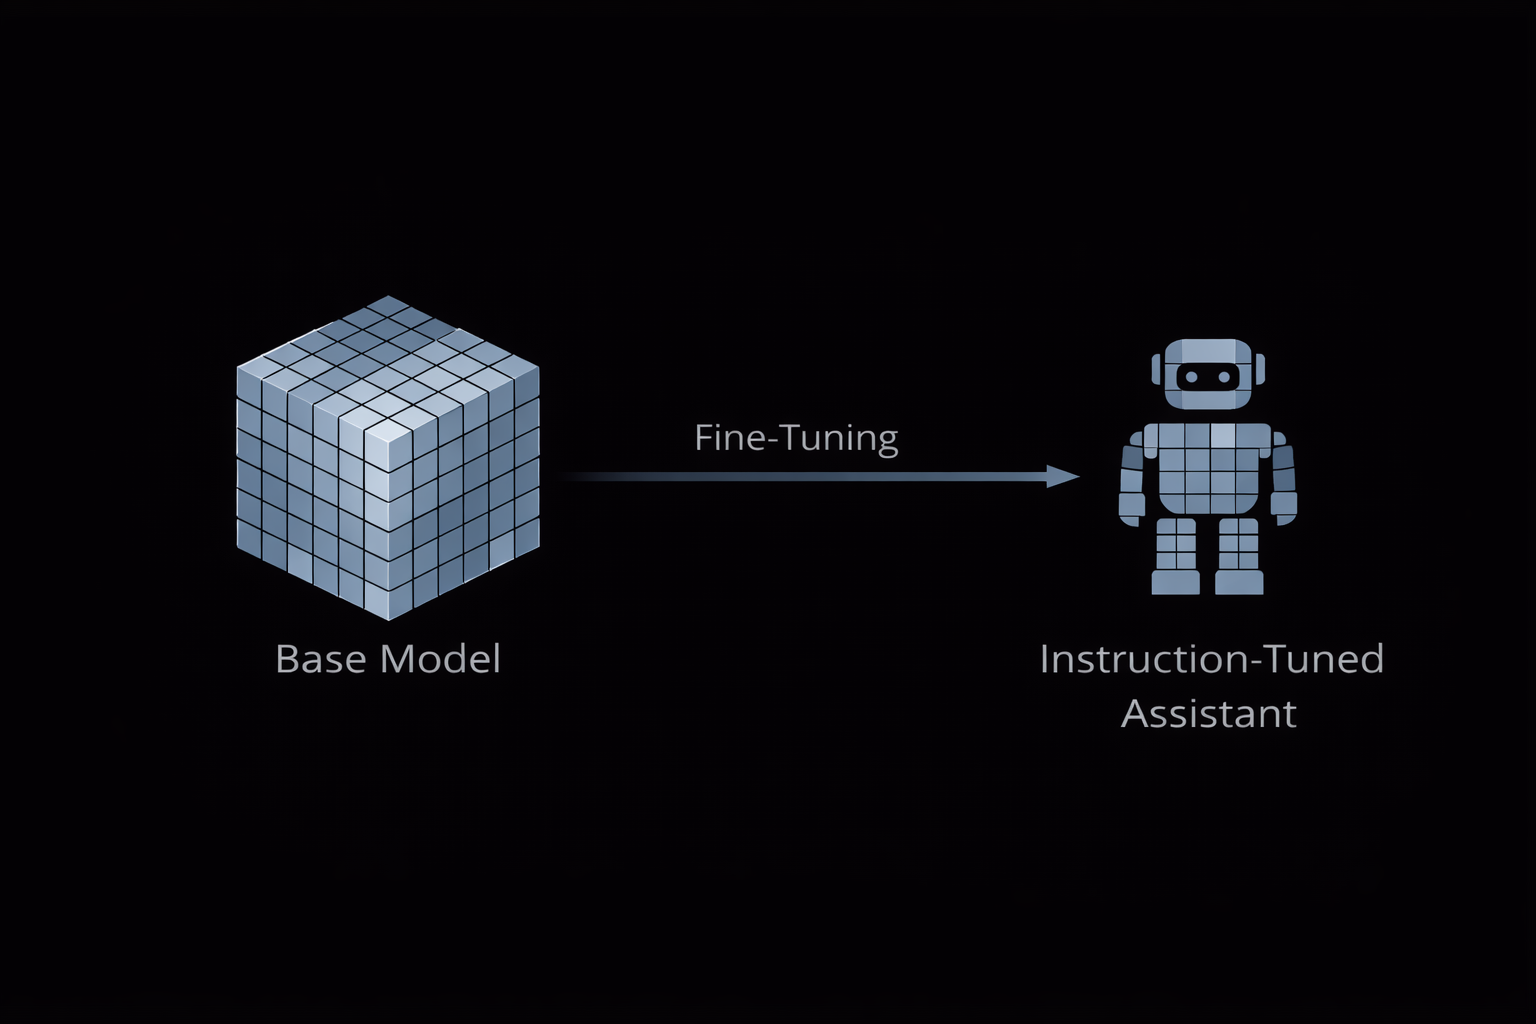 Fine-Tuning
Base Model
Instruction-Tuned
Assistant